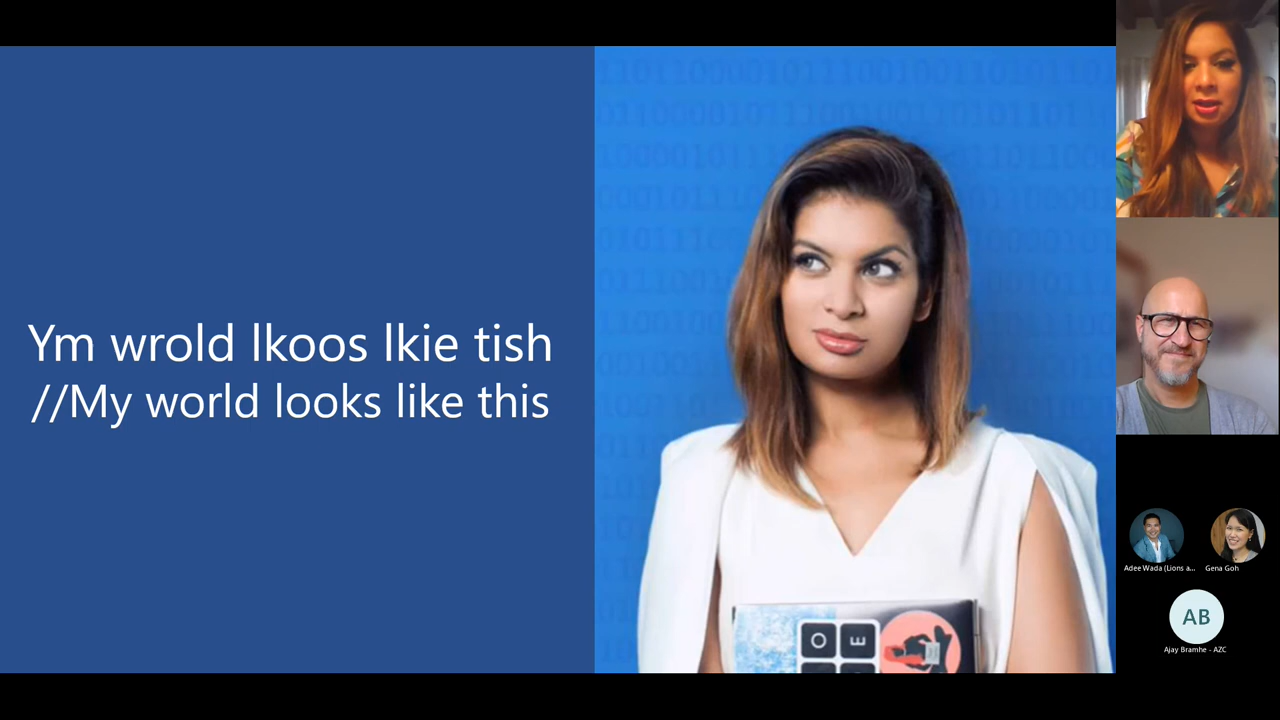 Ym wrold lkoos lkie tish
//My world looks like this
O E
Adee Wada (Lions a...
Gena Goh
AB
Ajay Bramhe - AZC